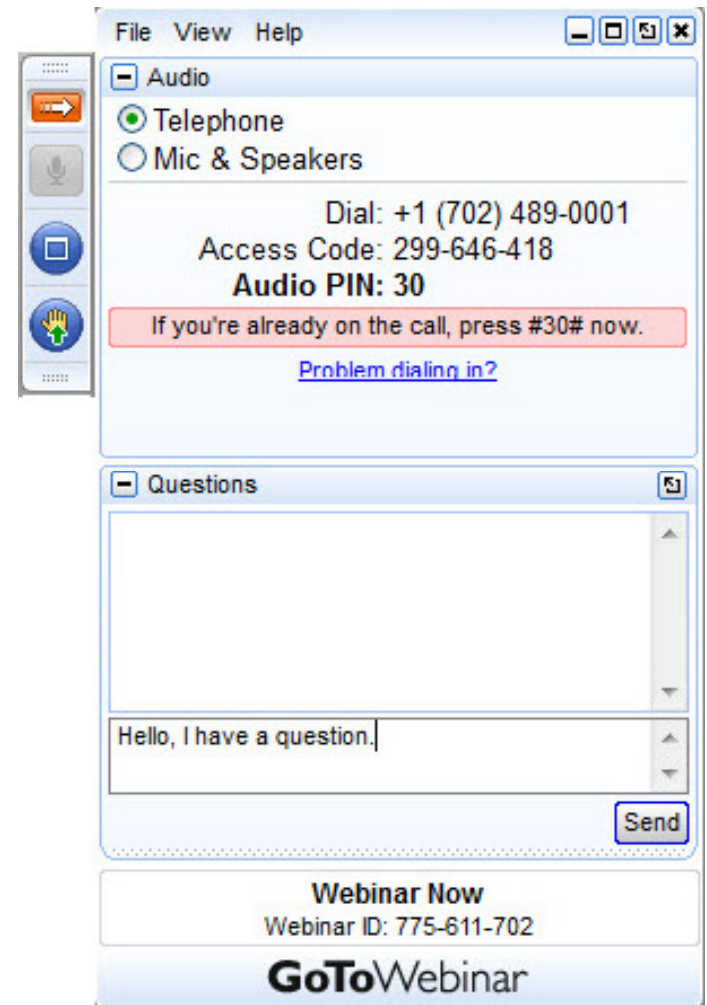 File View Help
Audio
Telephone
Mic & Speakers
Dial: +1 (702) 489-0001
Access Code: 299-646-418
Audio PIN: 30
If you're already on the call, press #30# now.
Problem dialing in?
Questions
Hello, I have a question.
Send
Webinar Now
Webinar ID: 775-611-702
GoToWebinar